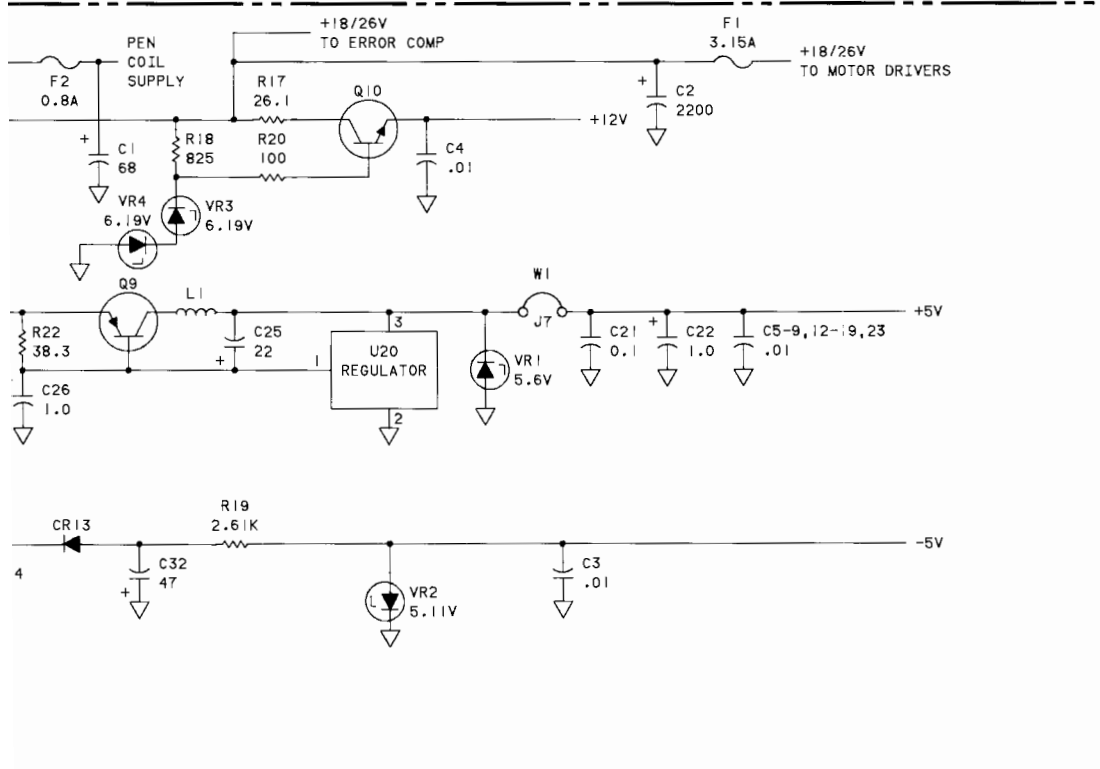 +18/26V
TO ERROR COMP
F1
3.15A
+18/26V
TO MOTOR DRIVERS
PEN
COIL
SUPPLY
F2
0.8A
R17
26.1
Q10
+
C2
2200
+12V
+
C1
68
R18
825
R20
100
C4
.01
VR4
6.19V
VR3
6.19V
Q9
L1
W1
J7
+5V
R22
38.3
C25
22
+
1
3
U20
REGULATOR
2
VR1
5.6V
C21
0.1
+
C22
1.0
C5-9,12-19,23
.01
C26
1.0
R19
2.61K
CR13
-5V
4
C32
47
+
VR2
5.11V
C3
.01